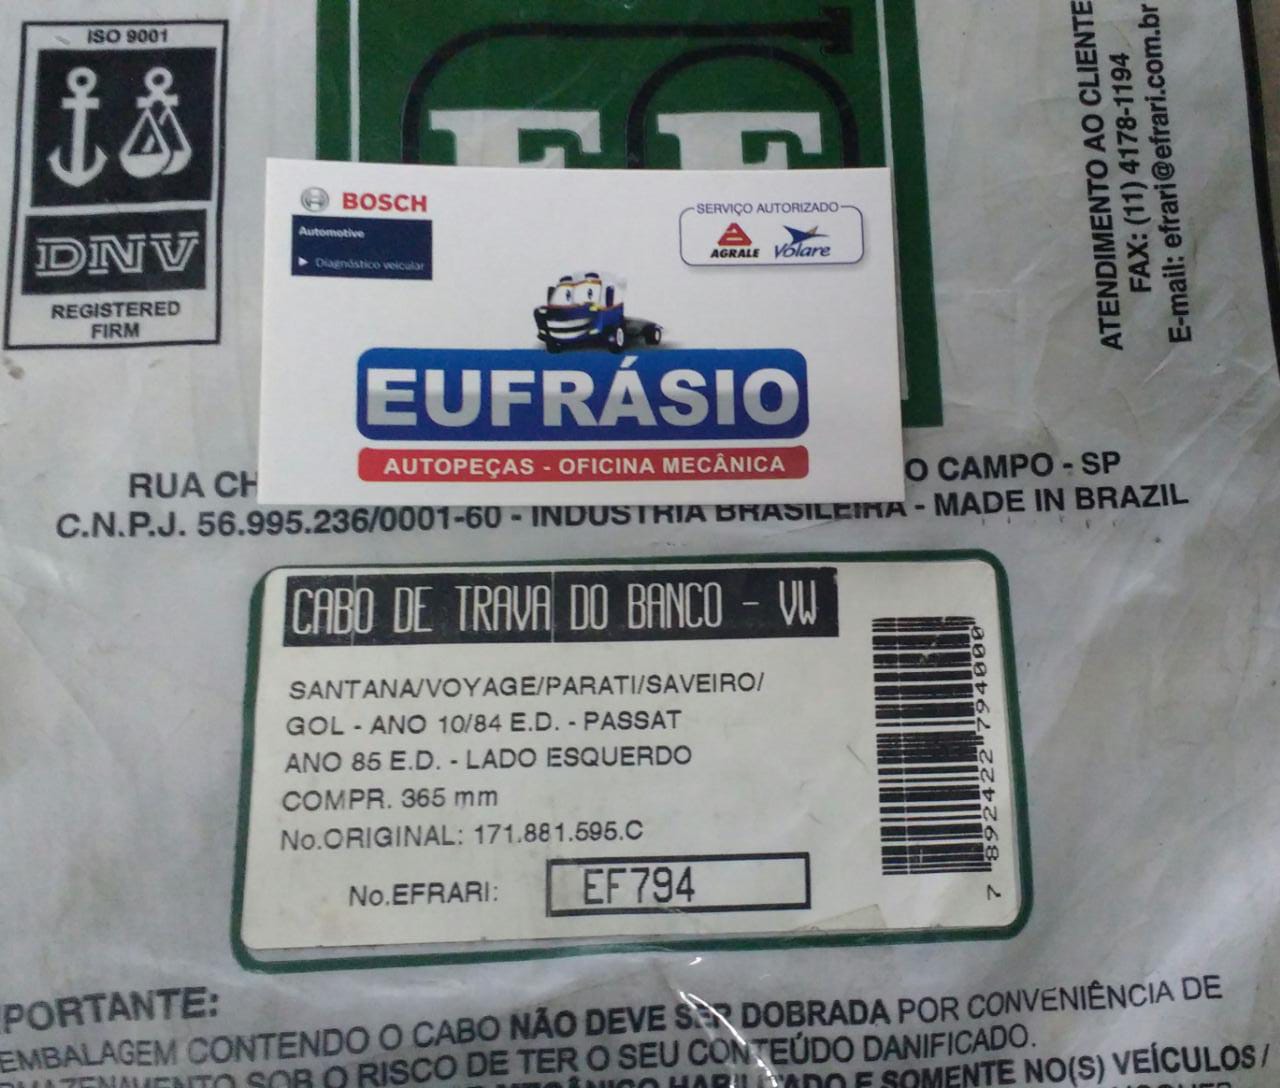 ISO 9001
DNV
REGISTERED
FIRM
EF
ATENDIMENTO AO CLIENTE
FAX: (11) 4178-1194
E-mail: efrari@efrari.com.br
BOSCH
Automotive
Diagnóstico veicular
SERVIÇO AUTORIZADO
AGRALE Volare
EUFRÁSIO
AUTOPEÇAS - OFICINA MECÂNICA
RUA CH O CAMPO - SP
C.N.P.J. 56.995.236/0001-60 - INDÚSTRIA BRASILEIRA - MADE IN BRAZIL
CABO DE TRAVA DO BANCO - VW
SANTANA/VOYAGE/PARATI/SAVEIRO/
GOL - ANO 10/84 E.D. - PASSAT
ANO 85 E.D. - LADO ESQUERDO
COMPR. 365 mm
No.ORIGINAL: 171.881.595.C
No.EFRARI: EF794
7 892422 794000
PORTANTE:
EMBALAGEM CONTENDO O CABO NÃO DEVE SER DOBRADA POR CONVENIÊNCIA DE
MAZENAMENTO SOB O RISCO DE TER O SEU CONTEÚDO DANIFICADO.
MECÂNICO HABILITADO E SOMENTE NO(S) VEÍCULOS /